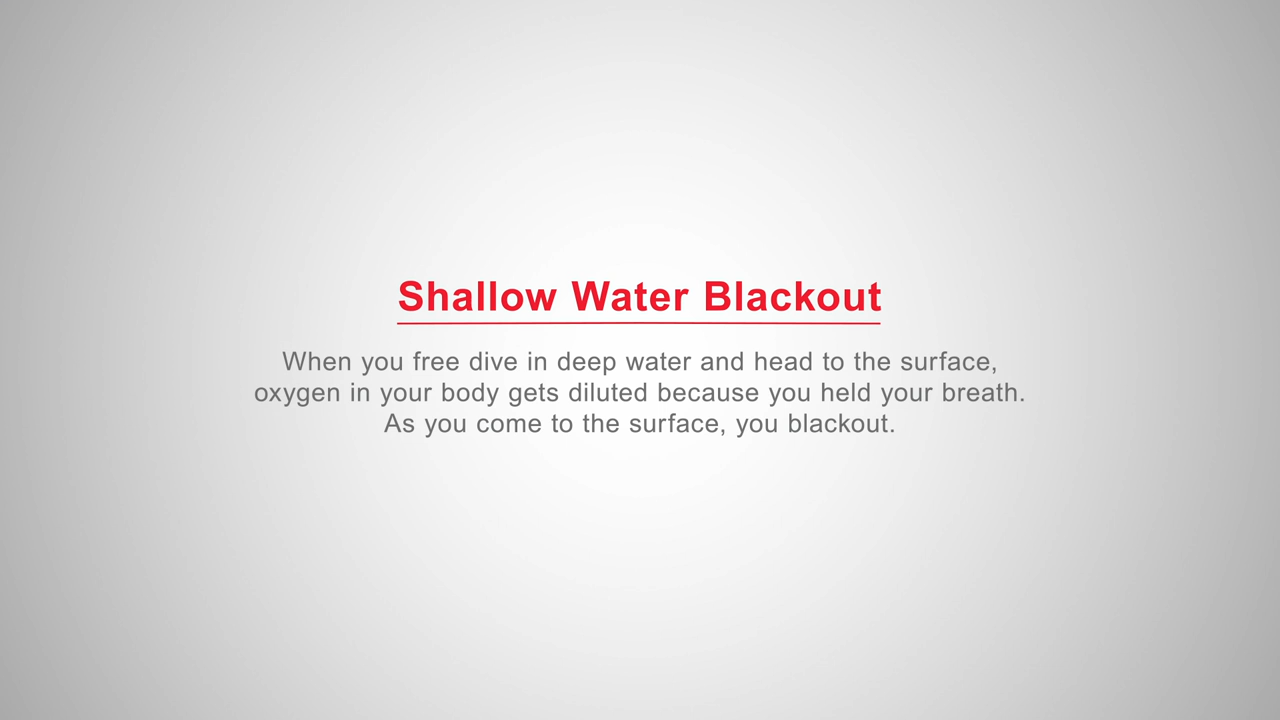 Shallow Water Blackout
When you free dive in deep water and head to the surface,
oxygen in your body gets diluted because you held your breath.
As you come to the surface, you blackout.